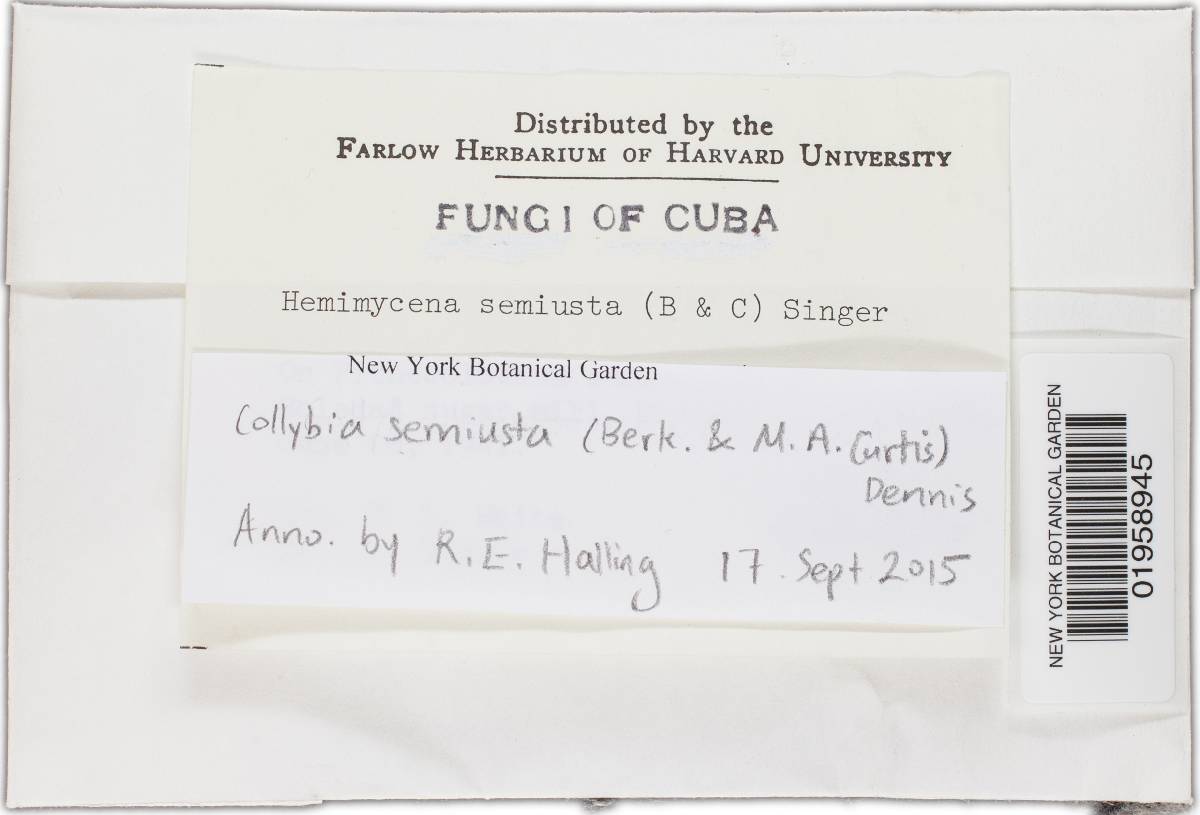 Distributed by the
FARLOW HERBARIUM OF HARVARD UNIVERSITY
FUNGI OF CUBA
Hemimycena semiusta (B & C) Singer
New York Botanical Garden
Collybia semiusta (Berk. & M. A. Curtis)
Dennis
Anno. by R. E. Halling 17 Sept 2015
NEW YORK BOTANICAL GARDEN
01958945